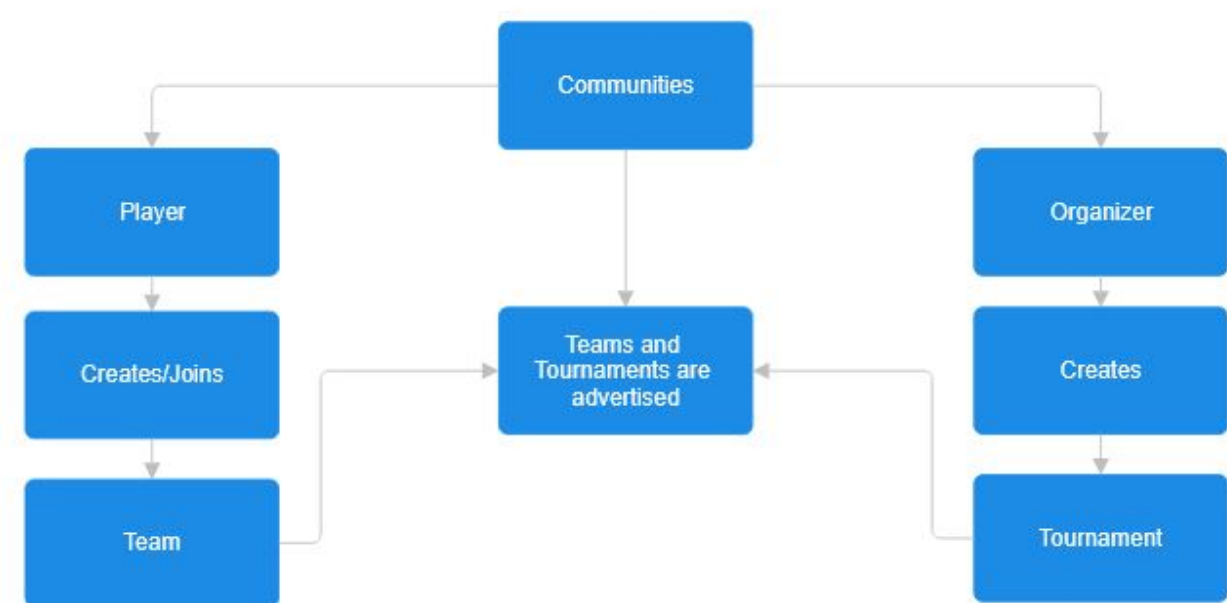 Communities
Player
Organizer
Creates/Joins
Teams and
Tournaments are
advertised
Creates
Team
Tournament